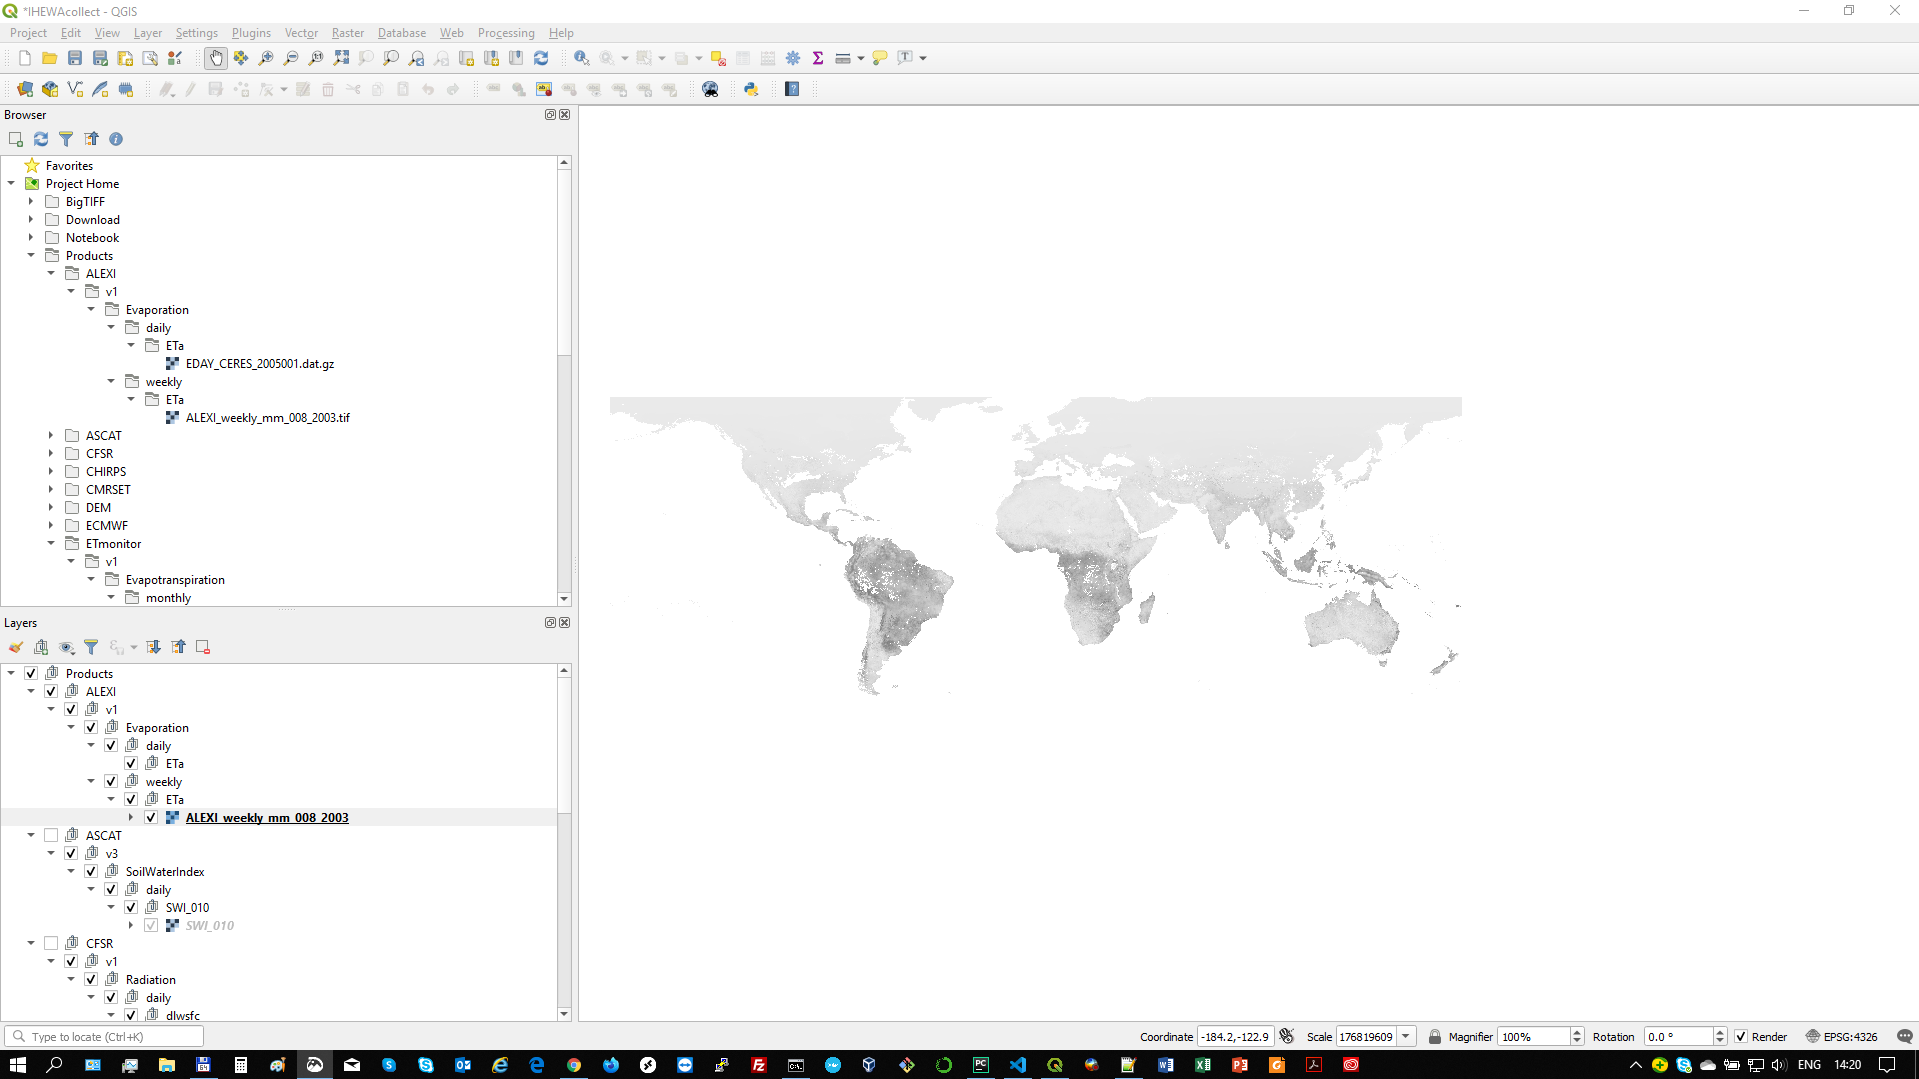 *IHEWAcollect - QGIS
Project Edit View Layer Settings Plugins Vector Raster Database Web Processing Help
Browser
Favorites
Project Home
BigTIFF
Download
Notebook
Products
ALEXI
v1
Evaporation
daily
ETa
EDAY_CERES_2005001.dat.gz
weekly
ETa
ALEXI_weekly_mm_008_2003.tif
ASCAT
CFSR
CHIRPS
CMRSET
DEM
ECMWF
ETmonitor
v1
Evapotranspiration
monthly
Layers
Products
ALEXI
v1
Evaporation
daily
ETa
weekly
ETa
ALEXI_weekly_mm_008_2003
ASCAT
v3
SoilWaterIndex
daily
SWI_010
SWI_010
CFSR
v1
Radiation
daily
dlwsfc
Type to locate (Ctrl+K)
Coordinate -184.2,-122.9 Scale 176819609 Magnifier 100% Rotation 0.0 ° Render EPSG:4326
ENG 14:20